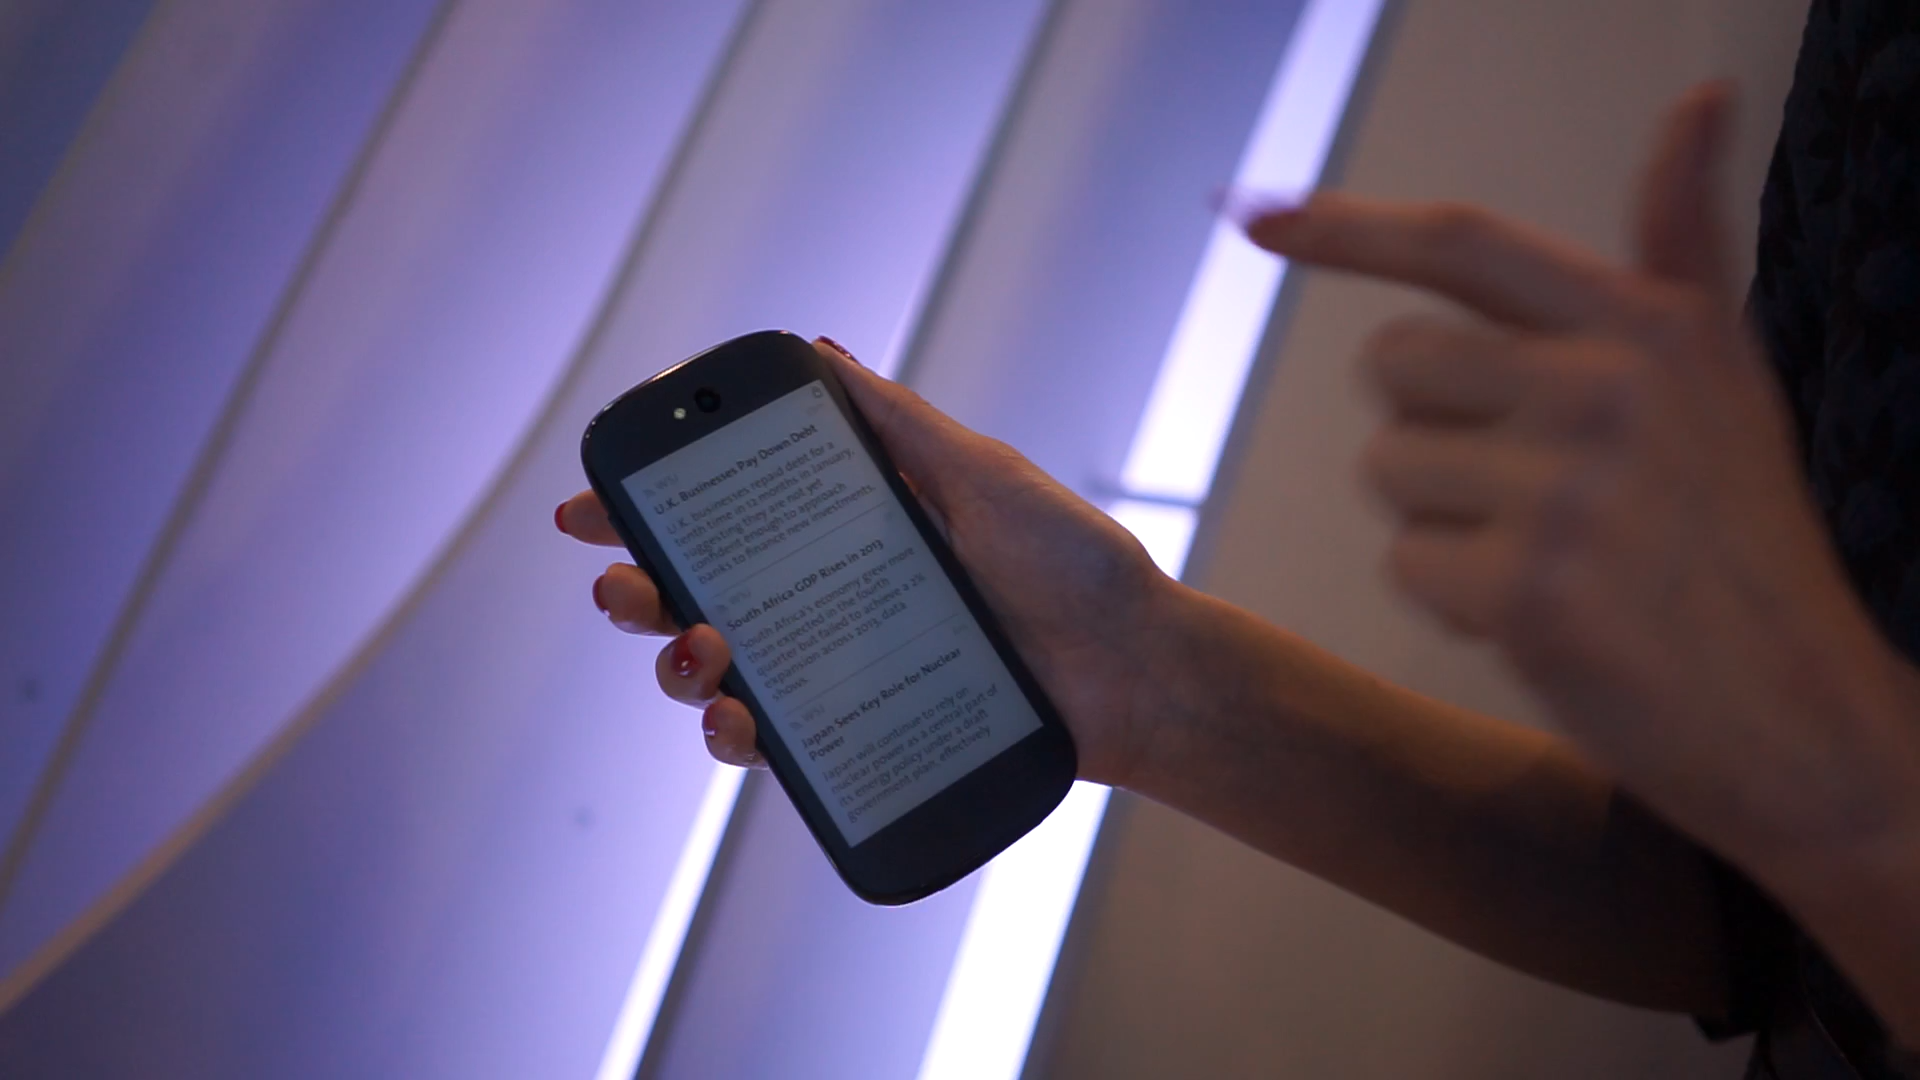 WSJ
U.K. Businesses Pay Down Debt
U.K. businesses repaid debt for a
tenth time in 12 months in January,
suggesting they are not yet
confident enough to approach
banks to finance new investments.
WSJ
South Africa GDP Rises in 2013
South Africa's economy grew more
than expected in the fourth
quarter but failed to achieve a 2%
expansion across 2013, data
shows.
WSJ
Japan Sees Key Role for Nuclear
Power
Japan will continue to rely on
nuclear power as a central part of
its energy policy under a draft
government plan, effectively